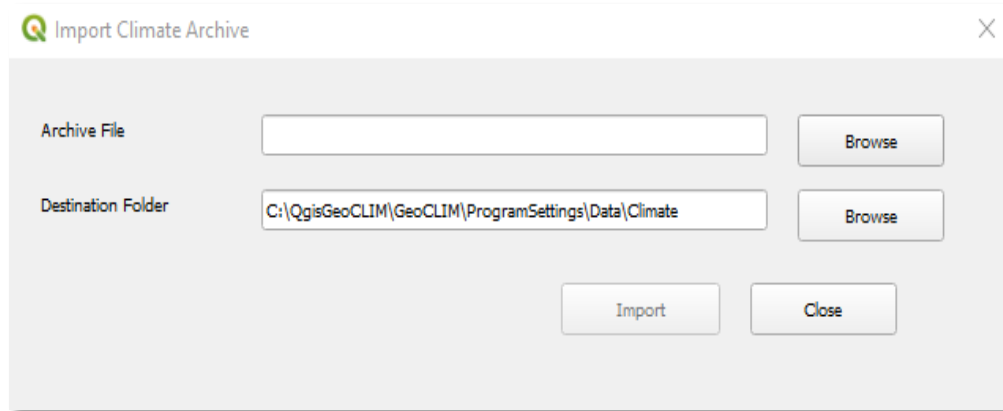 Import Climate Archive
Archive File
Browse
Destination Folder
C:\QgisGeoCLIM\GeoCLIM\ProgramSettings\Data\Climate
Browse
Import
Close